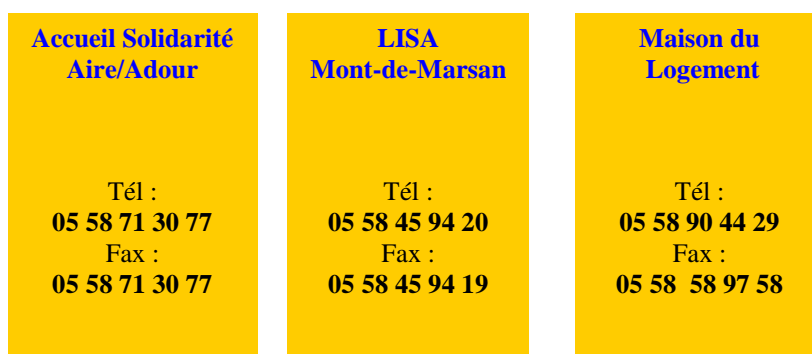 Accueil Solidarité
Aire/Adour
Tél :
05 58 71 30 77
Fax :
05 58 71 30 77
LISA
Mont-de-Marsan
Tél :
05 58 45 94 20
Fax :
05 58 45 94 19
Maison du
Logement
Tél :
05 58 90 44 29
Fax :
05 58  58 97 58